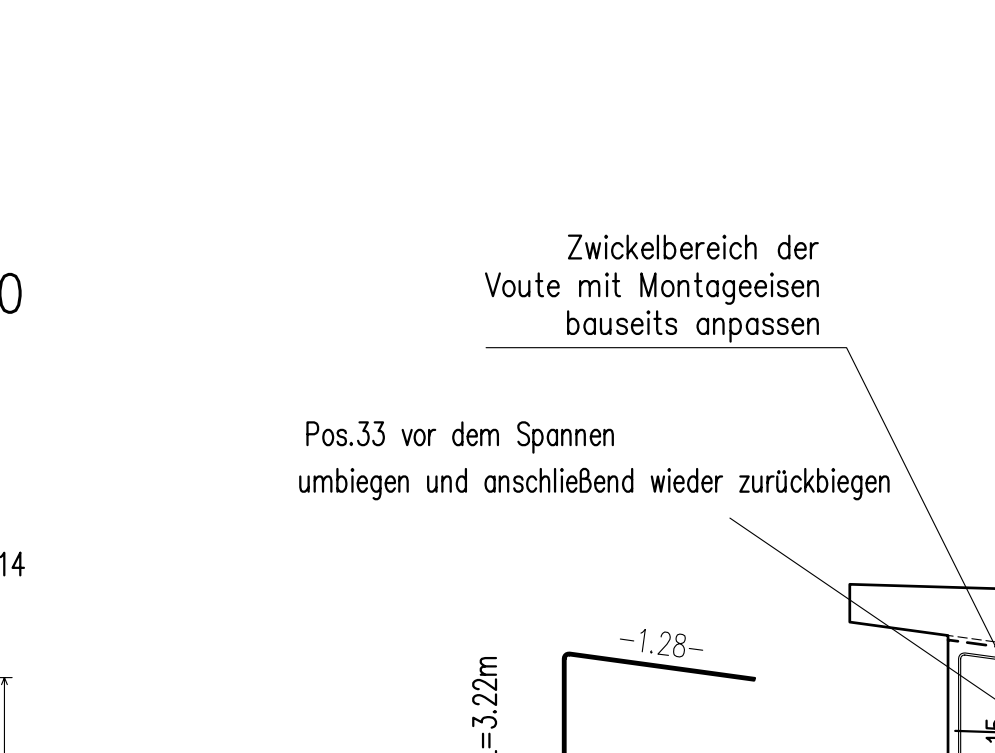 Zwickelbereich der
Voute mit Montageeisen
bauseits anpassen
0
Pos.33 vor dem Spannen
umbiegen und anschließend wieder zurückbiegen
14
-1.28-
=3.22m
15